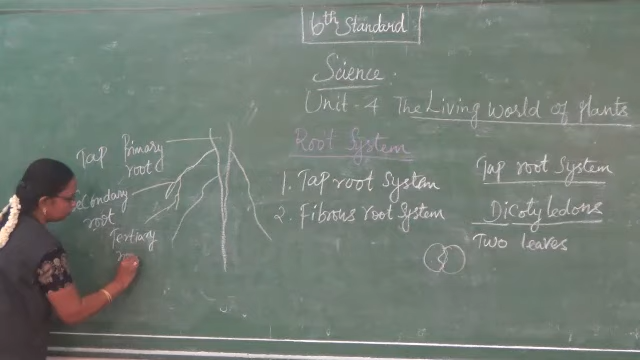 6th Standard
Science :
Unit - 4 The Living world of plants
Root System
1. Tap root System
2. Fibrous root System
Tap root System
Dicotyledons
Two leaves
Tap Primary
root
Secondary
root
Tertiary